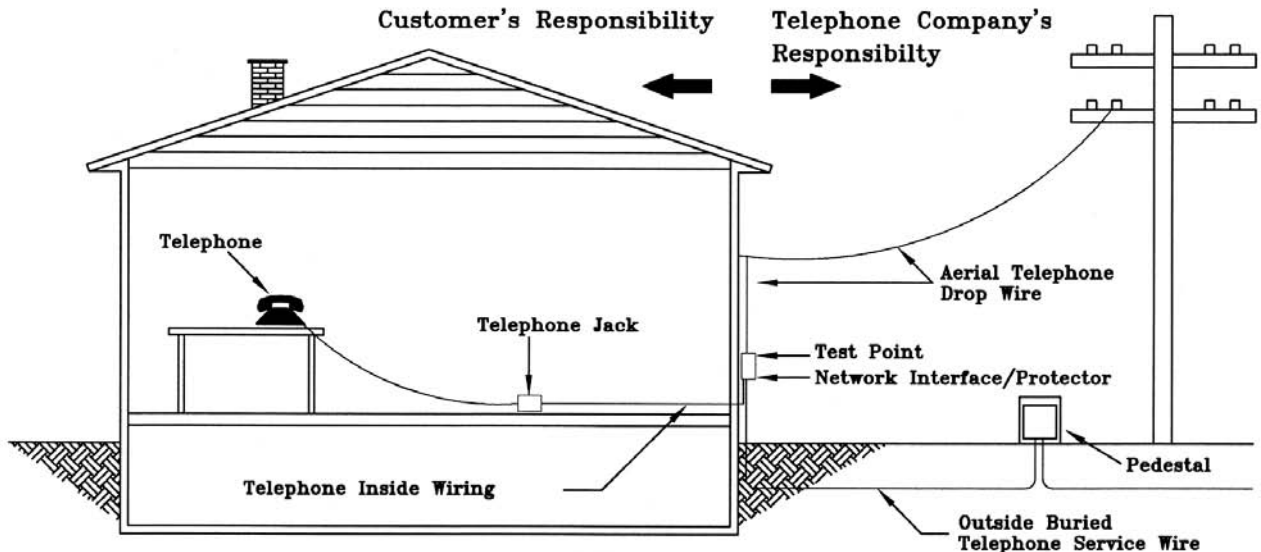 Customer's Responsibility
Telephone Company's
Responsibilty
Telephone
Telephone Jack
Aerial Telephone
Drop Wire
Test Point
Network Interface/Protector
Pedestal
Telephone Inside Wiring
Outside Buried
Telephone Service Wire